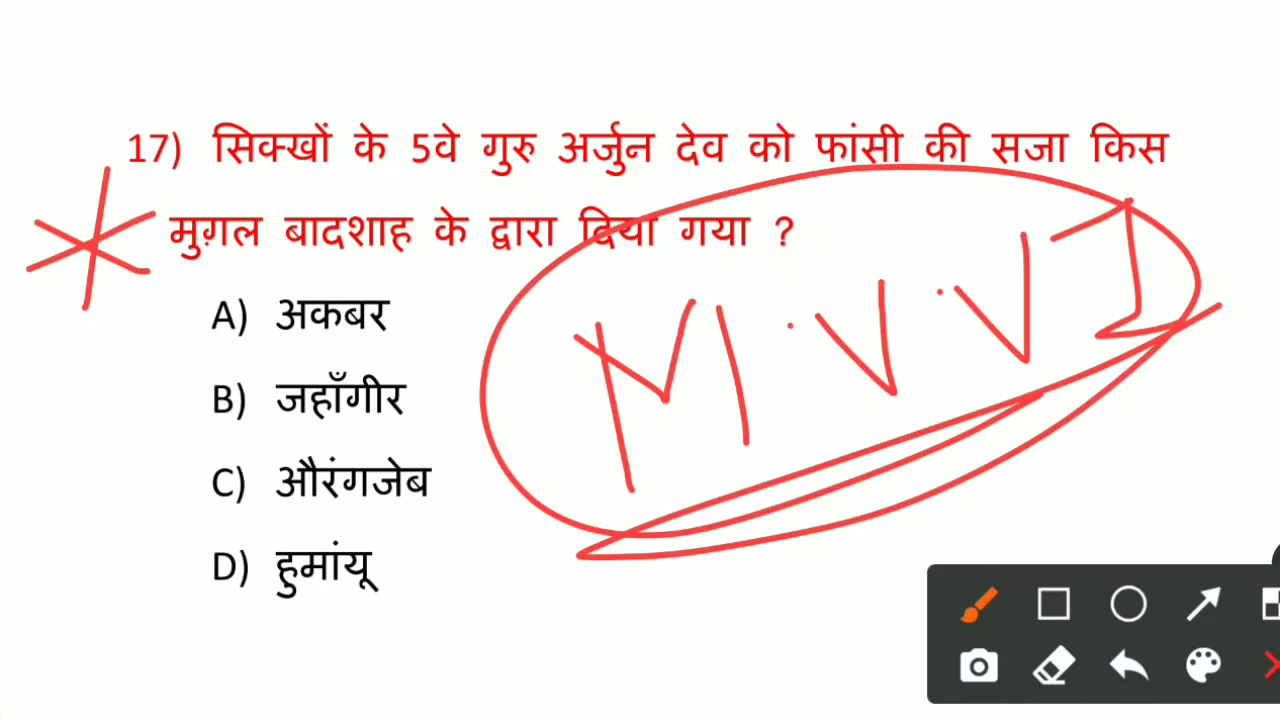 17) सिक्खों के 5वे गुरु अर्जुन देव को फांसी की सजा किस
मुग़ल बादशाह के द्वारा दिया गया ?
M.V.V I
A) अकबर
B) जहाँगीर
C) औरंगजेब
D) हुमांयू